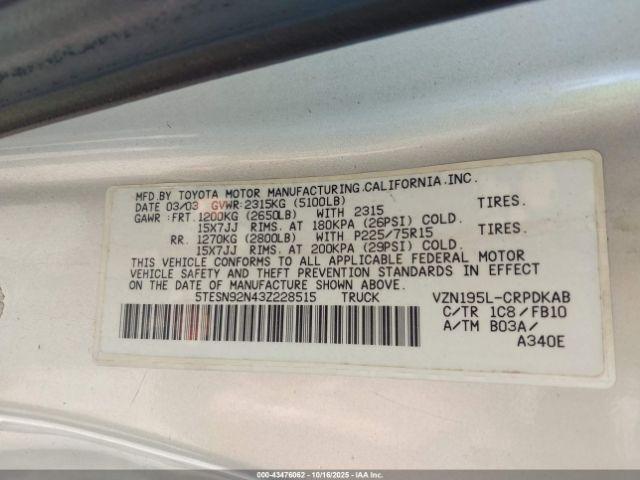 MFD.BY TOYOTA MOTOR MANUFACTURING.CALIFORNIA.INC.
DATE 03/03 GVWR:2315KG (5100LB)
GAWR :FRT.1200KG (2650LB) WITH 2315 TIRES.
15X7JJ RIMS. AT 180KPA (26PSI) COLD.
RR. 1270KG (2800LB) WITH P225/75R15 TIRES.
15X7JJ RIMS. AT 200KPA (29PSI) COLD.
THIS VEHICLE CONFORMS TO ALL APPLICABLE FEDERAL MOTOR
VEHICLE SAFETY AND THEFT PREVENTION STANDARDS IN EFFECT
ON THE DATE OF MANUFACTURE SHOWN ABOVE.
5TESN92N43Z228515 TRUCK VZN195L-CRPDKAB
C/TR 1C8/FB10
A/TM B03A/
A340E
000-43476062 - 10/16/2025 - IAAI.COM